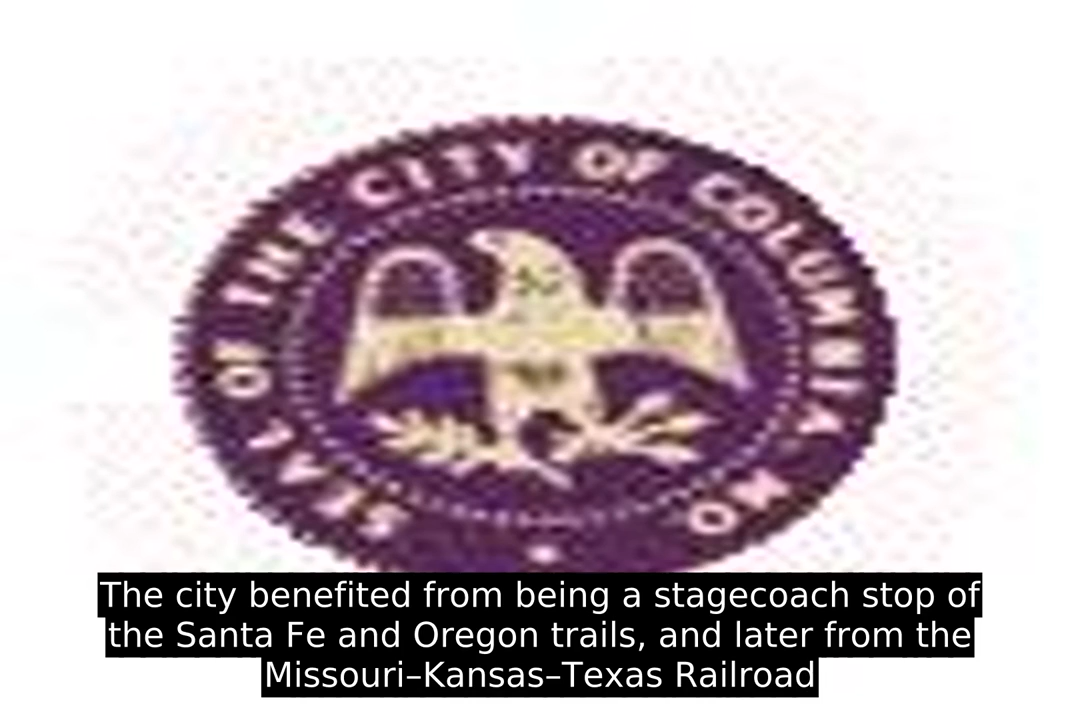 SEAL OF THE CITY OF COLUMBIA MO
The city benefited from being a stagecoach stop of
the Santa Fe and Oregon trails, and later from the
Missouri–Kansas–Texas Railroad